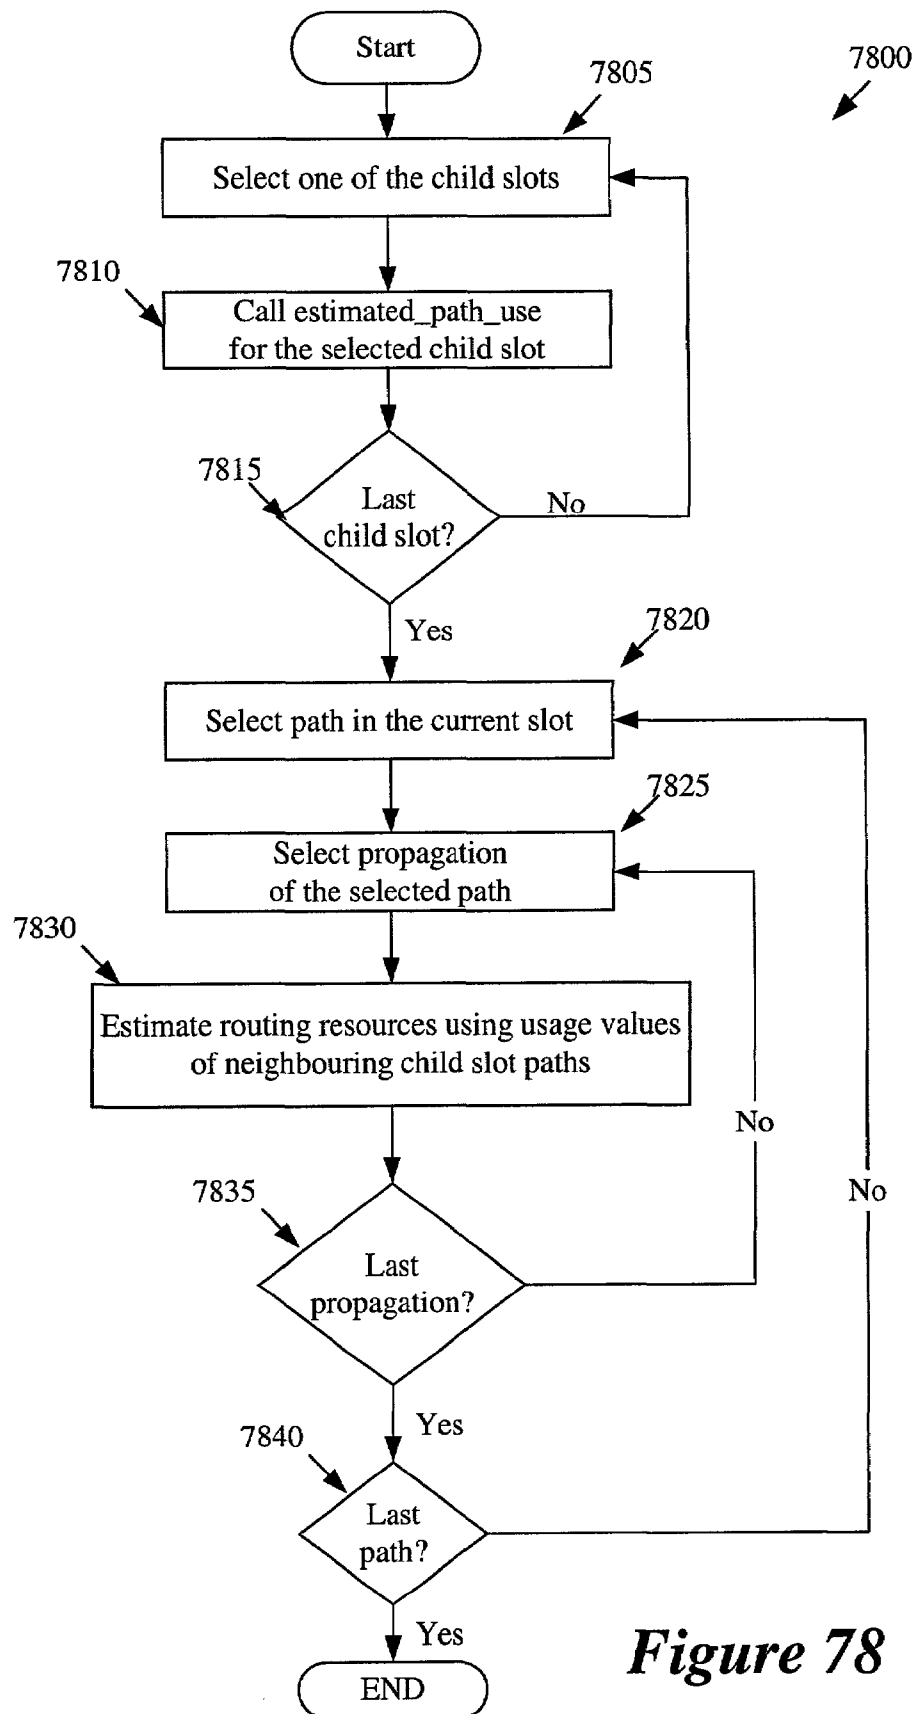 Start
7800
7805
Select one of the child slots
7810
Call estimated_path_use
for the selected child slot
7815
Last
child slot?
No
Yes
7820
Select path in the current slot
7825
Select propagation
of the selected path
7830
Estimate routing resources using usage values
of neighbouring child slot paths
No
No
7835
Last
propagation?
Yes
7840
Last
path?
Yes
END
Figure 78